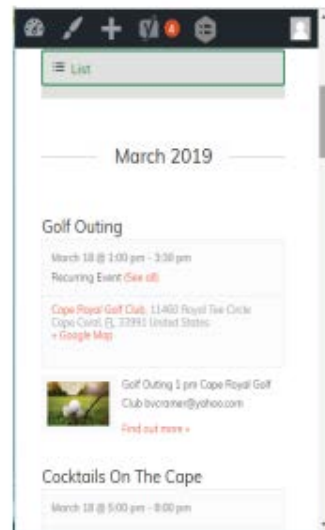 4
List
March 2019
Golf Outing
March 18 @ 1:00 pm - 3:30 pm
Recurring Event (See all)
Cape Royal Golf Club, 11460 Royal Tee Circle
Cape Coral, FL 33991 United States
+ Google Map
Golf Outing 1 pm Cape Royal Golf
Club bvcramer@yahoo.com
Find out more »
Cocktails On The Cape
March 18 @ 5:00 pm - 8:00 pm